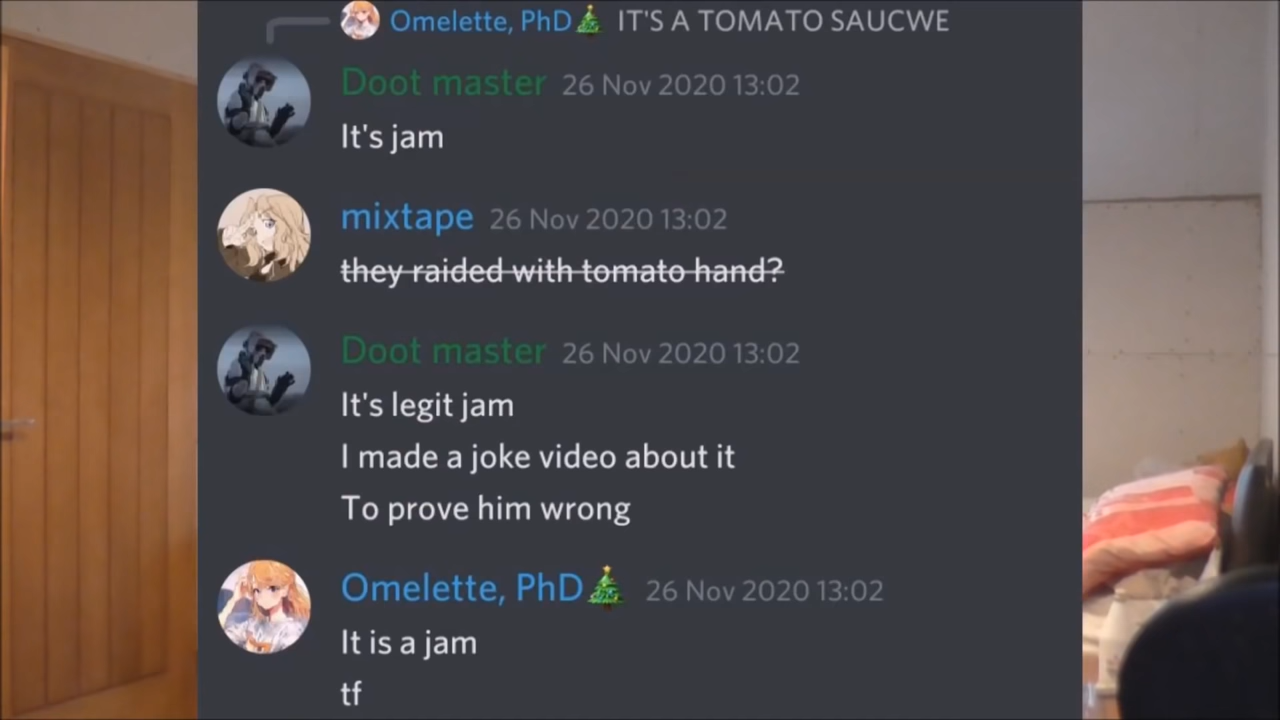 Omelette, PhD🎄 IT'S A TOMATO SAUCWE
Doot master 26 Nov 2020 13:02
It's jam
mixtape 26 Nov 2020 13:02
they raided with tomato hand?
Doot master 26 Nov 2020 13:02
It's legit jam
I made a joke video about it
To prove him wrong
Omelette, PhD🎄 26 Nov 2020 13:02
It is a jam
tf